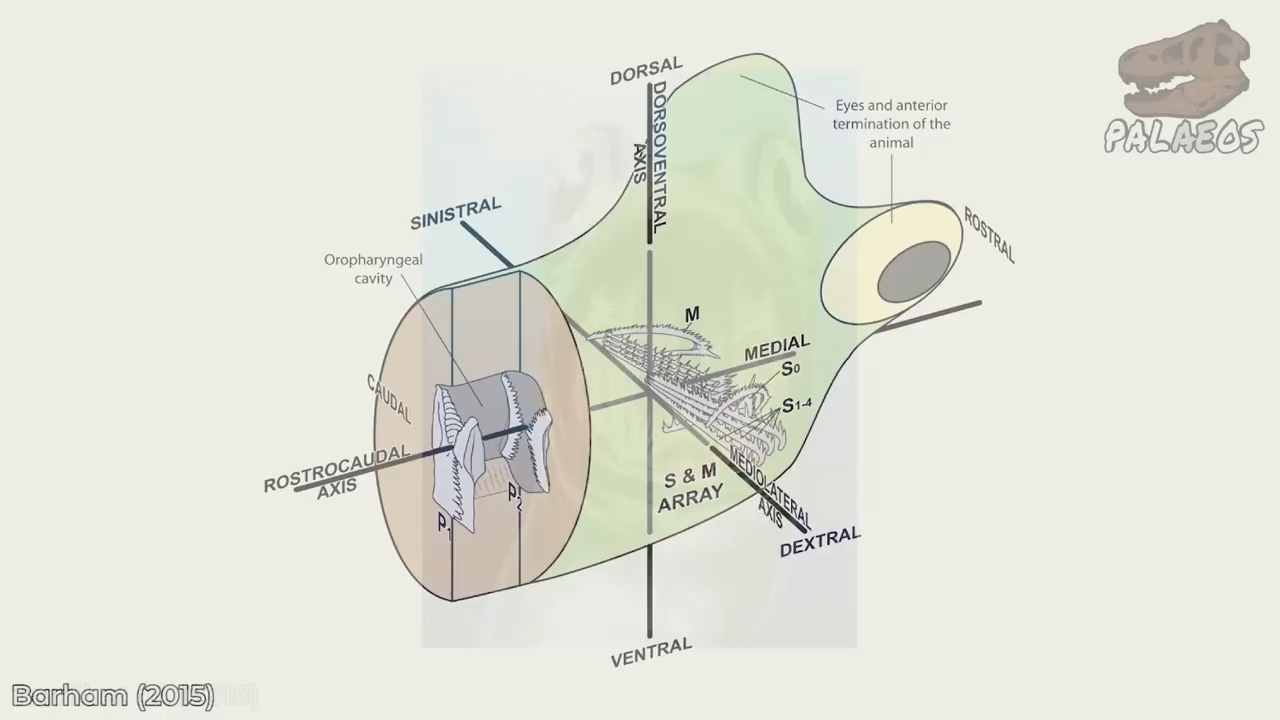 PALAEOS
DORSAL
DORSOVENTRAL
AXIS
Eyes and anterior
termination of the
animal
SINISTRAL
ROSTRAL
Oropharyngeal
cavity
M
MEDIAL
S0
CAUDAL
S1-4
ROSTROCAUDAL
AXIS
MEDIOLATERAL
AXIS
S & M
ARRAY
P1
P2
DEXTRAL
VENTRAL
Barham (2015)